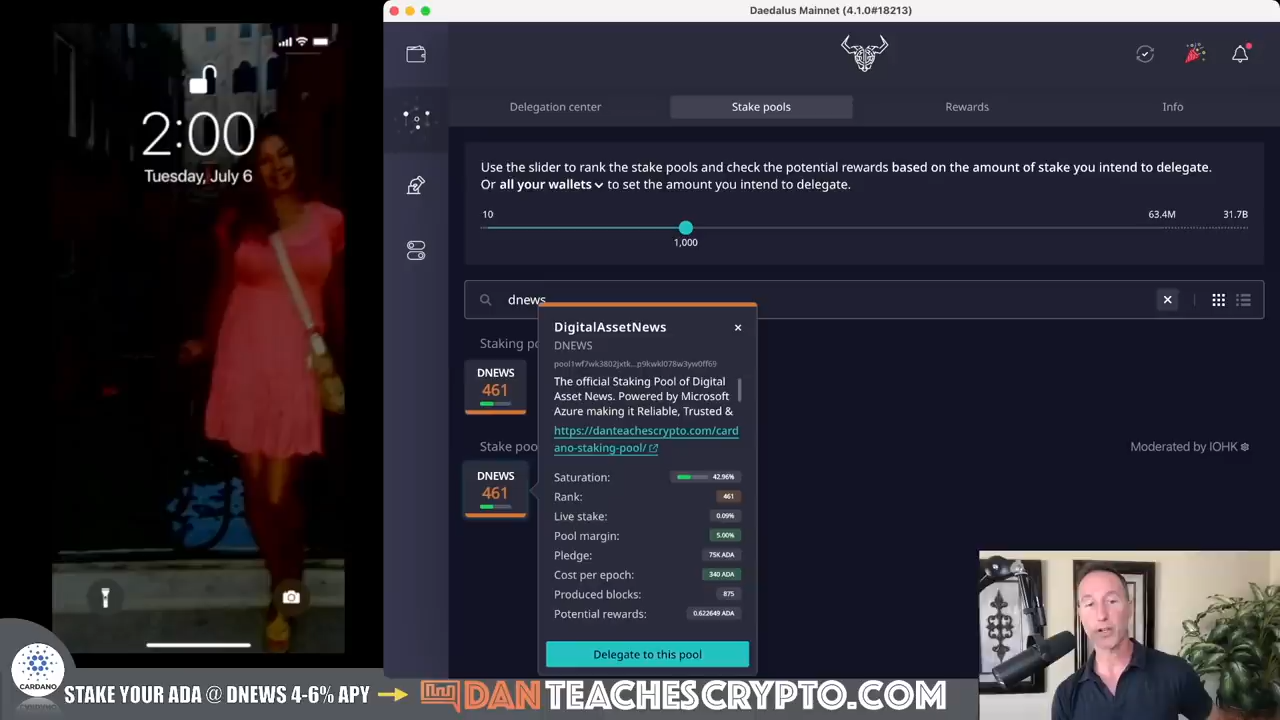 2:00
Tuesday, July 6
Daedalus Mainnet (4.1.0#18213)
Delegation center
Stake pools
Rewards
Info
Use the slider to rank the stake pools and check the potential rewards based on the amount of stake you intend to delegate.
Or all your wallets to set the amount you intend to delegate.
10
63.4M
31.7B
1,000
dnews
Staking po
DNEWS
461
Stake poo
Moderated by IOHK
DNEWS
461
DigitalAssetNews
DNEWS
pool1wf7wk3802jxtk...p9kwkl078w3yw0ff69
The official Staking Pool of Digital
Asset News. Powered by Microsoft
Azure making it Reliable, Trusted &
https://danteachescrypto.com/card
ano-staking-pool/
Saturation: 42.96%
Rank: 461
Live stake: 0.09%
Pool margin: 5.00%
Pledge: 75K ADA
Cost per epoch: 340 ADA
Produced blocks: 875
Potential rewards: 0.622649 ADA
Delegate to this pool
CARDANO
STAKE YOUR ADA @ DNEWS 4-6% APY
DANTEACHESCRYPTO.COM